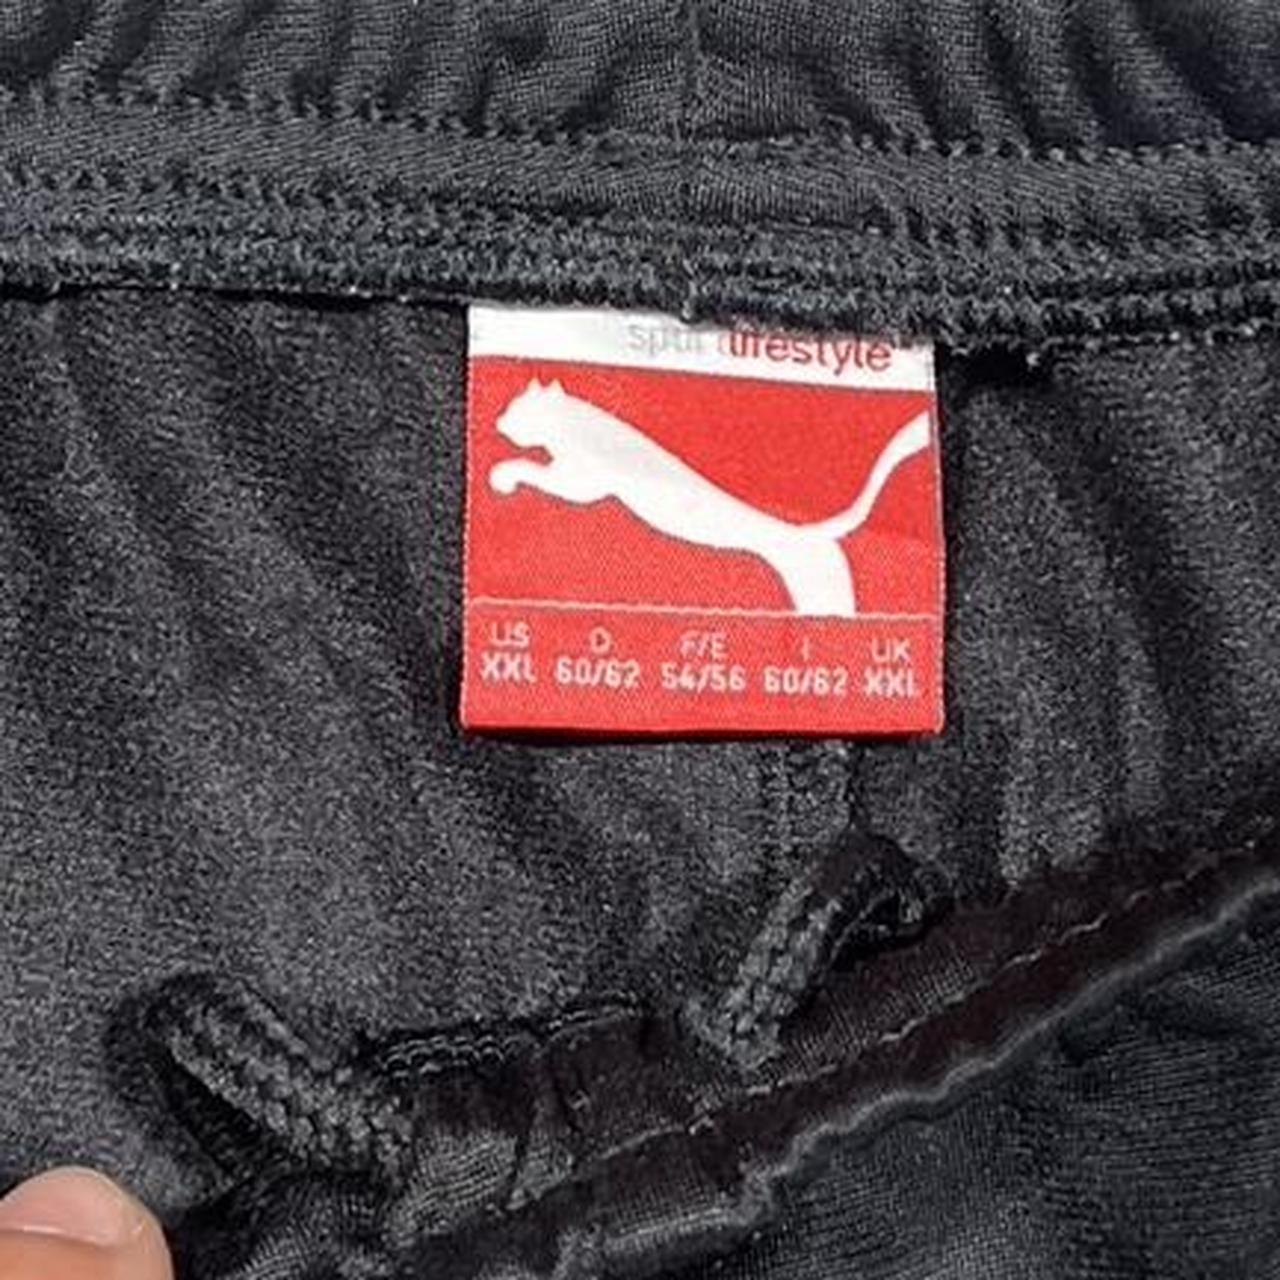 sport lifestyle
US D F/E I UK
XXL 60/62 54/56 60/62 XXL